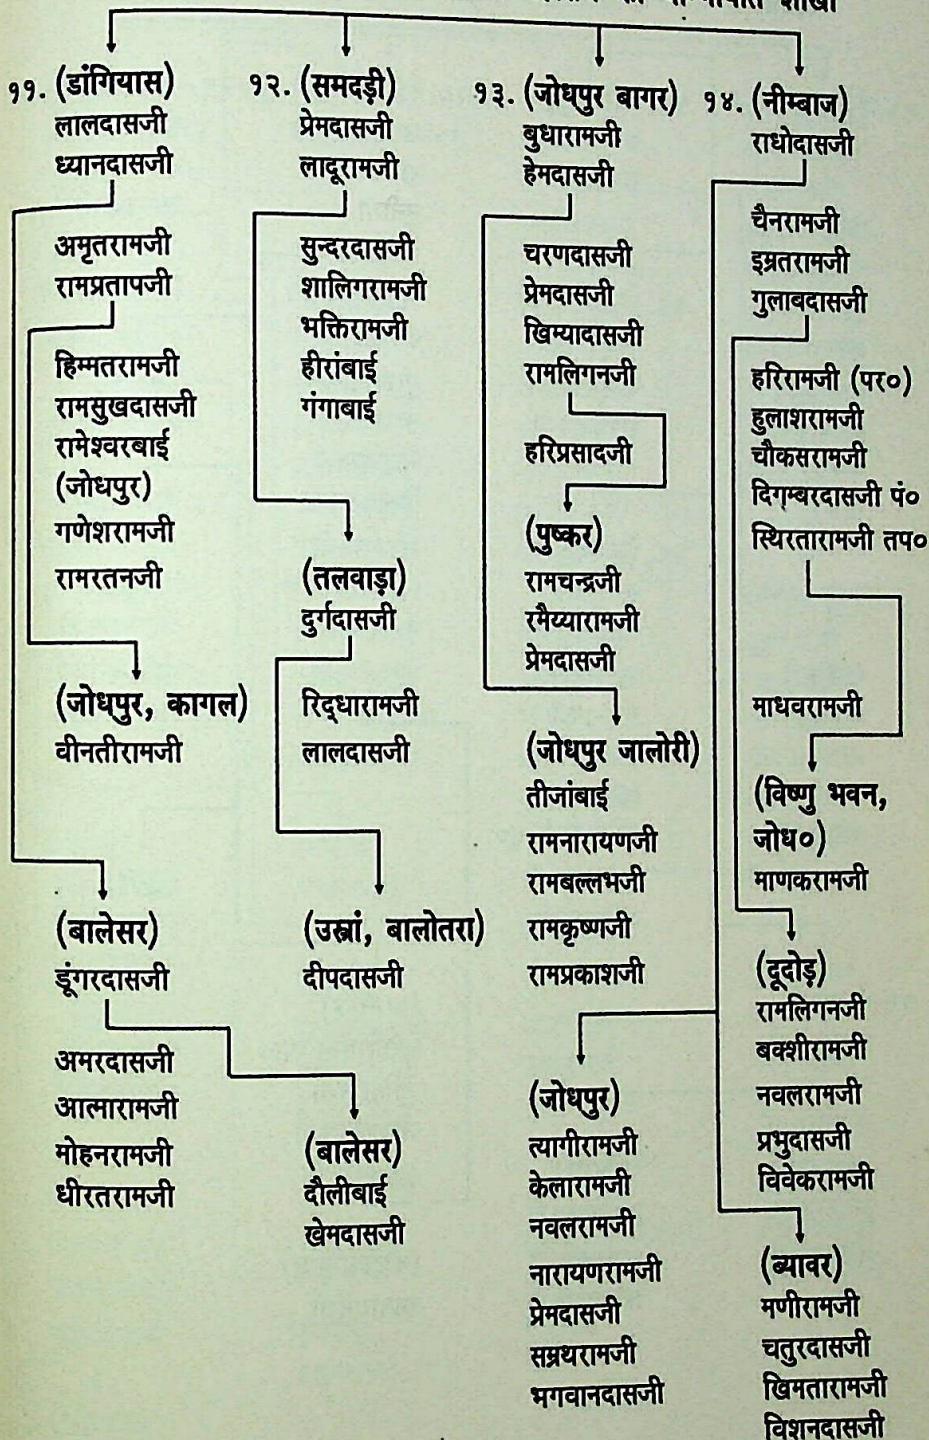 शाखा
११. (डांगियास)
लालदासजी
ध्यानदासजी
अमृतरामजी
रामप्रतापजी
हिम्मतरामजी
रामसुखदासजी
रामेश्वरबाई
(जोधपुर)
गणेशरामजी
रामरतनजी
(जोधपुर, कागल)
वीनतीरामजी
(बालेसर)
डूंगरदासजी
अमरदासजी
आत्मारामजी
मोहनरामजी
धीरतरामजी
१२. (समदड़ी)
प्रेमदासजी
लादूरामजी
सुन्दरदासजी
शालिगरामजी
भक्तिरामजी
हीरांबाई
गंगाबाई
(तलवाड़ा)
दुर्गदासजी
रिद्धारामजी
लालदासजी
(उस्त्रां, बालोतरा)
दीपदासजी
(बालेसर)
दौलीबाई
खेमदासजी
१३. (जोधपुर बागर)
बुधारामजी
हेमदासजी
चरणदासजी
प्रेमदासजी
खिम्यादासजी
रामलिगनजी
हरिप्रसादजी
(पुष्कर)
रामचन्द्रजी
रमैय्यारामजी
प्रेमदासजी
(जोधपुर जालोरी)
तीजांबाई
रामनारायणजी
रामबल्लभजी
रामकृष्णजी
रामप्रकाशजी
(जोधपुर)
त्यागीरामजी
केलारामजी
नवलरामजी
नारायणरामजी
प्रेमदासजी
सम्रथरामजी
भगवानदासजी
१४. (नीम्बाज)
राधोदासजी
चैनरामजी
इम्रतरामजी
गुलाबदासजी
हरिरामजी (पर०)
हुलाशरामजी
चौकसरामजी
दिगम्बरदासजी पं०
स्थिरतारामजी तप०
माधवरामजी
(विष्णु भवन,
जोध०)
माणकरामजी
(दूदोड़)
रामलिगनजी
बक्शीरामजी
नवलरामजी
प्रभुदासजी
विवेकरामजी
(ब्यावर)
मणीरामजी
चतुरदासजी
खिमतारामजी
विशनदासजी